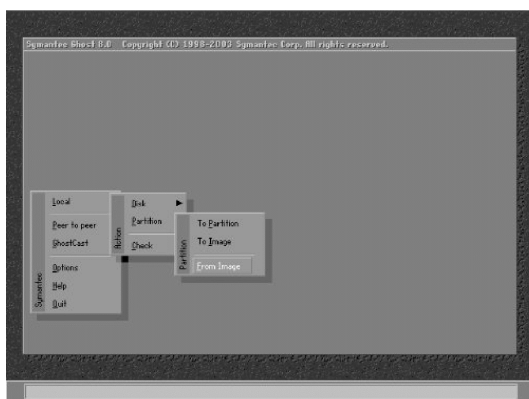 Symantec Ghost 8.0 Copyright (C) 1998-2003 Symantec Corp. All rights reserved.
Symantec
Local
Peer to peer
GhostCast
Options
Help
Quit
Action
Disk
Partition
Check
Partition
To Partition
To Image
From Image